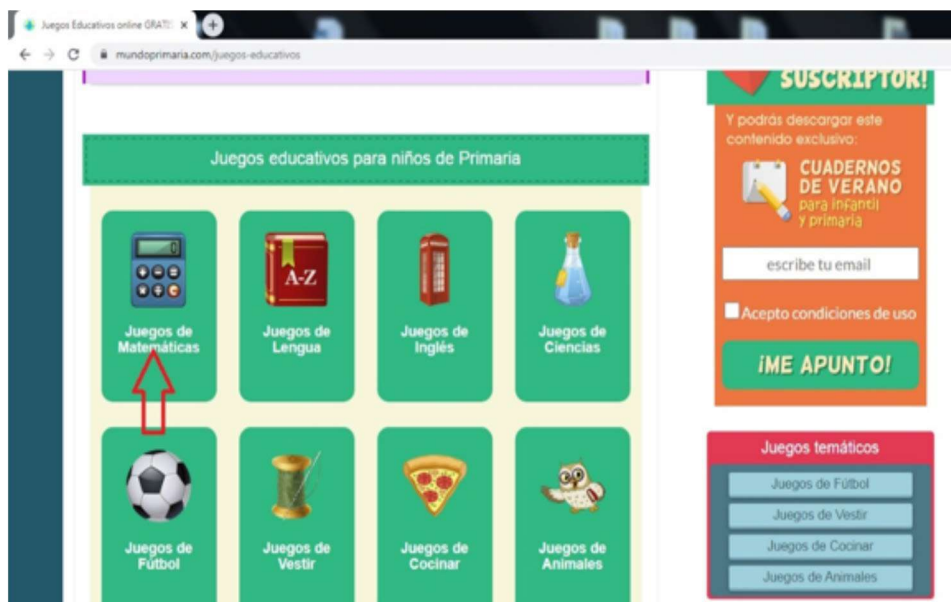 Juegos Educativos online GRATI
mundoprimaria.com/juegos-educativos
Juegos educativos para niños de Primaria
Juegos de
Matemáticas
A-Z
Juegos de
Lengua
Juegos de
Inglés
Juegos de
Ciencias
Juegos de
Fútbol
Juegos de
Vestir
Juegos de
Cocinar
Juegos de
Animales
SUSCRIPTOR!
Y podrás descargar este
contenido exclusivo:
CUADERNOS
DE VERANO
para infantil
y primaria
escribe tu email
Acepto condiciones de uso
¡ME APUNTO!
Juegos temáticos
Juegos de Fútbol
Juegos de Vestir
Juegos de Cocinar
Juegos de Animales